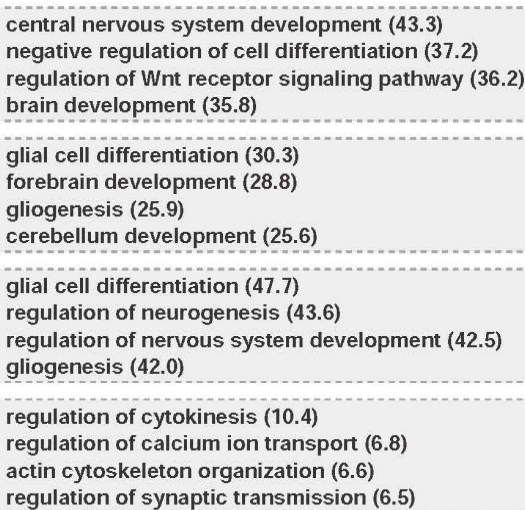 central nervous system development (43.3)
negative regulation of cell differentiation (37.2)
regulation of Wnt receptor signaling pathway (36.2)
brain development (35.8)
glial cell differentiation (30.3)
forebrain development (28.8)
gliogenesis (25.9)
cerebellum development (25.6)
glial cell differentiation (47.7)
regulation of neurogenesis (43.6)
regulation of nervous system development (42.5)
gliogenesis (42.0)
regulation of cytokinesis (10.4)
regulation of calcium ion transport (6.8)
actin cytoskeleton organization (6.6)
regulation of synaptic transmission (6.5)